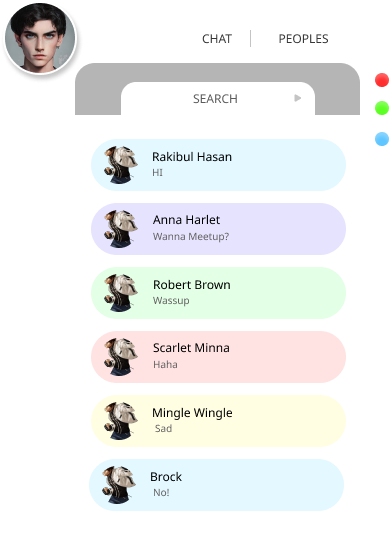 CHAT
PEOPLES
SEARCH
Rakibul Hasan
HI
Anna Harlet
Wanna Meetup?
Robert Brown
Wassup
Scarlet Minna
Haha
Mingle Wingle
Sad
Brock
No!